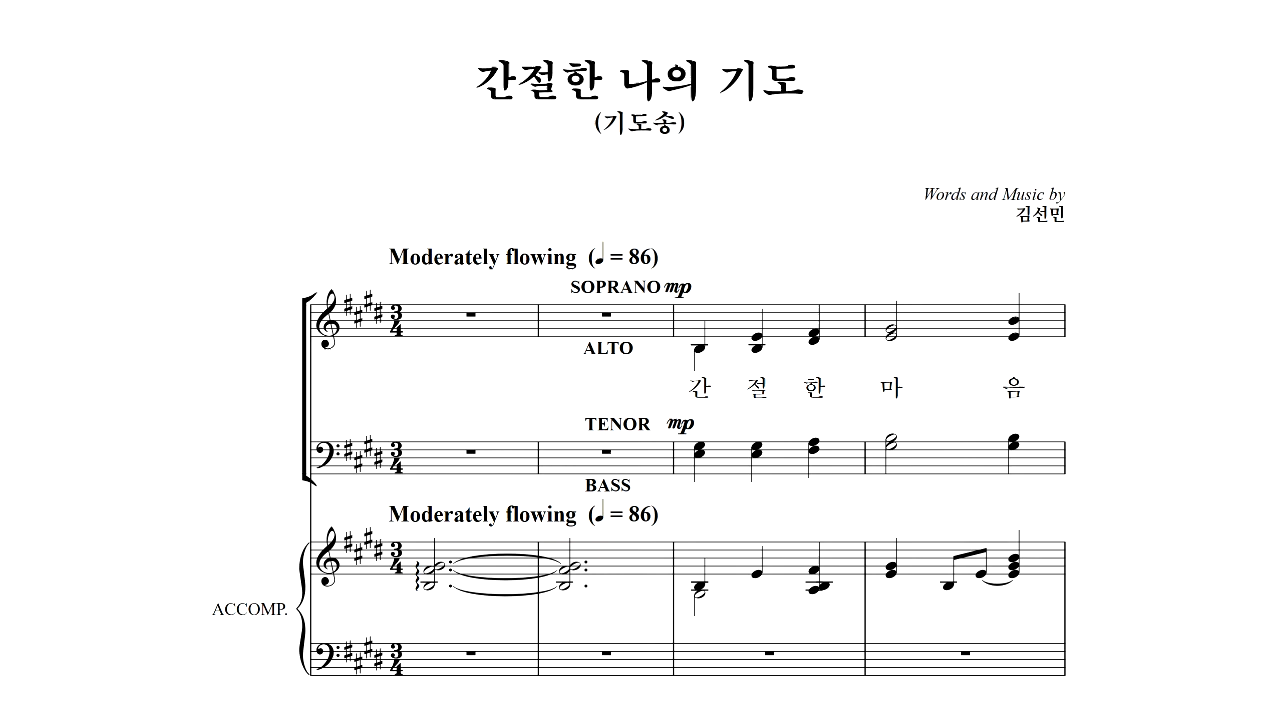 간절한 나의 기도
(기도송)
Words and Music by
김선민
Moderately flowing (♩ = 86)
SOPRANO mp
ALTO
간 절 한 마 음
TENOR mp
BASS
Moderately flowing (♩ = 86)
ACCOMP.